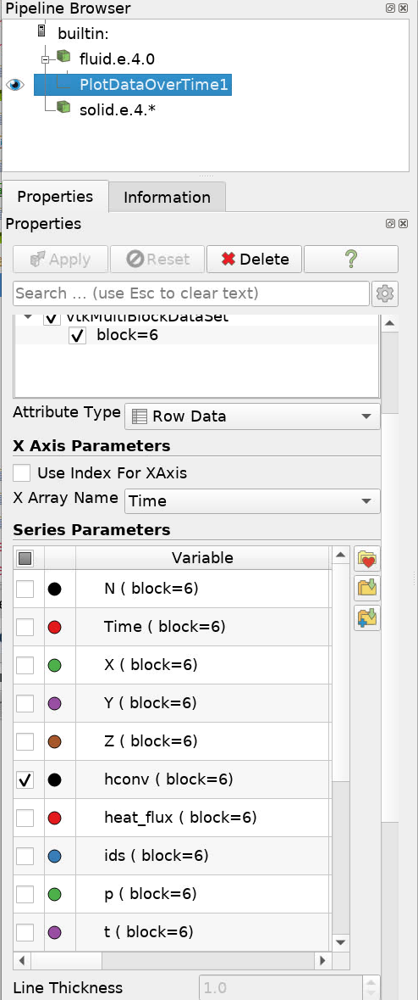 Pipeline Browser
builtin:
fluid.e.4.0
PlotDataOverTime1
solid.e.4.*
Properties Information
Properties
Apply Reset Delete ?
Search ... (use Esc to clear text)
vtkMultiBlockDataSet
block=6
Attribute Type Row Data
X Axis Parameters
Use Index For XAxis
X Array Name Time
Series Parameters
Variable
N ( block=6)
Time ( block=6)
X ( block=6)
Y ( block=6)
Z ( block=6)
hconv ( block=6)
heat_flux ( block=6)
ids ( block=6)
p ( block=6)
t ( block=6)
Line Thickness 1.0